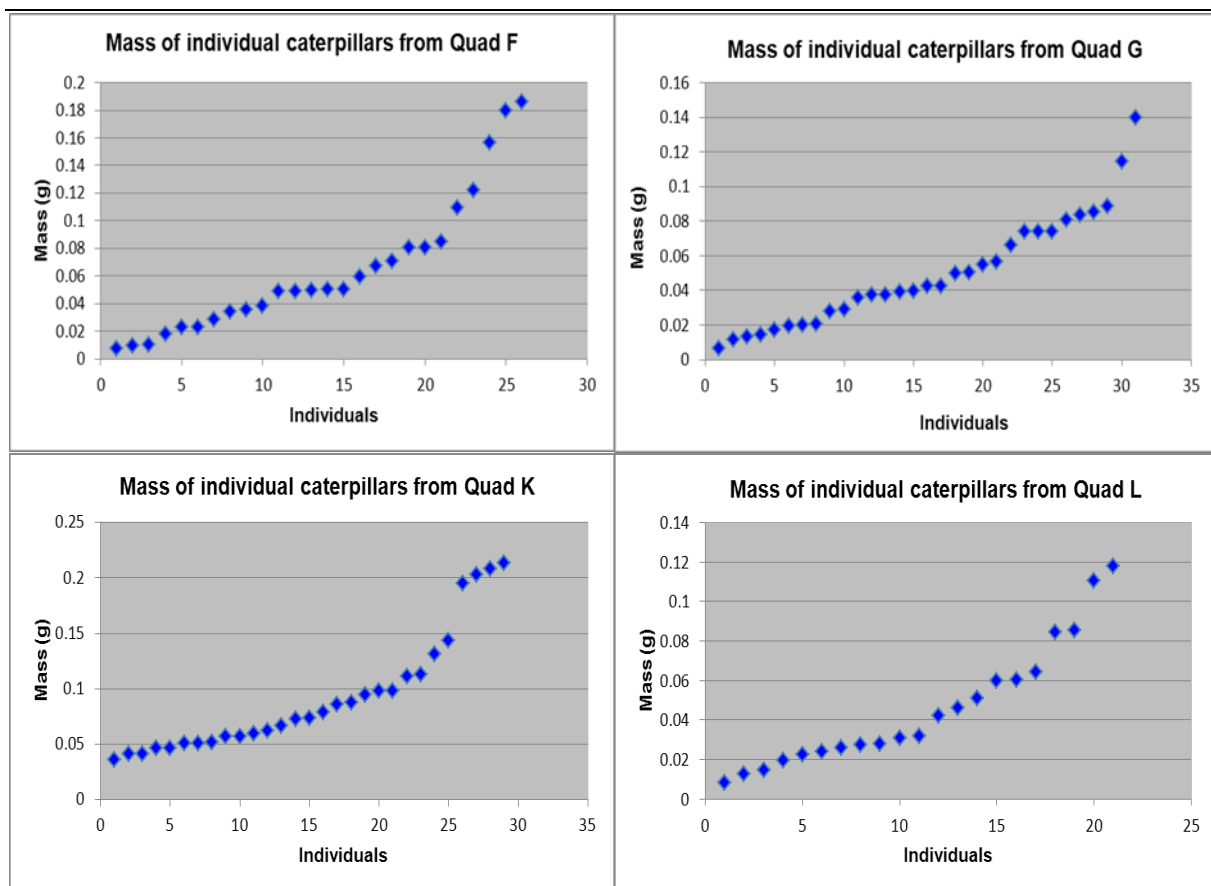 Mass of individual caterpillars from Quad F
0.2
0.18
0.16
0.14
0.12
0.1
0.08
0.06
0.04
0.02
0
Mass (g)
0 5 10 15 20 25 30
Individuals
Mass of individual caterpillars from Quad G
0.16
0.14
0.12
0.1
0.08
0.06
0.04
0.02
0
Mass (g)
0 5 10 15 20 25 30 35
Individuals
Mass of individual caterpillars from Quad K
0.25
0.2
0.15
0.1
0.05
0
Mass (g)
0 5 10 15 20 25 30 35
Individuals
Mass of individual caterpillars from Quad L
0.14
0.12
0.1
0.08
0.06
0.04
0.02
0
Mass (g)
0 5 10 15 20 25
Individuals